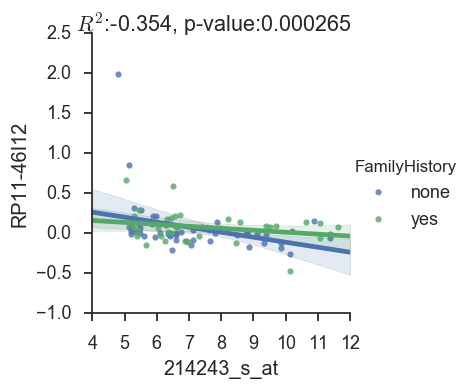 R²:-0.354, p-value:0.000265
2.5
2.0
1.5
1.0
0.5
0.0
−0.5
−1.0
RP11-46I12
4 5 6 7 8 9 10 11 12
214243_s_at
FamilyHistory
none
yes